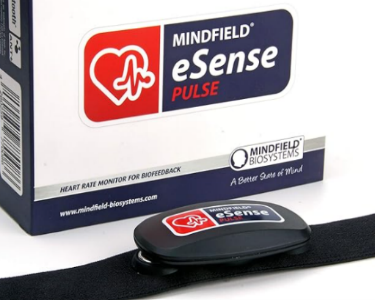 MINDFIELD®
eSense
PULSE
HEART RATE MONITOR FOR BIOFEEDBACK
MINDFIELD®
BIOSYSTEMS
www.mindfield-biosystems.com
A Better State of Mind
MINDFIELD®
eSense
PULSE